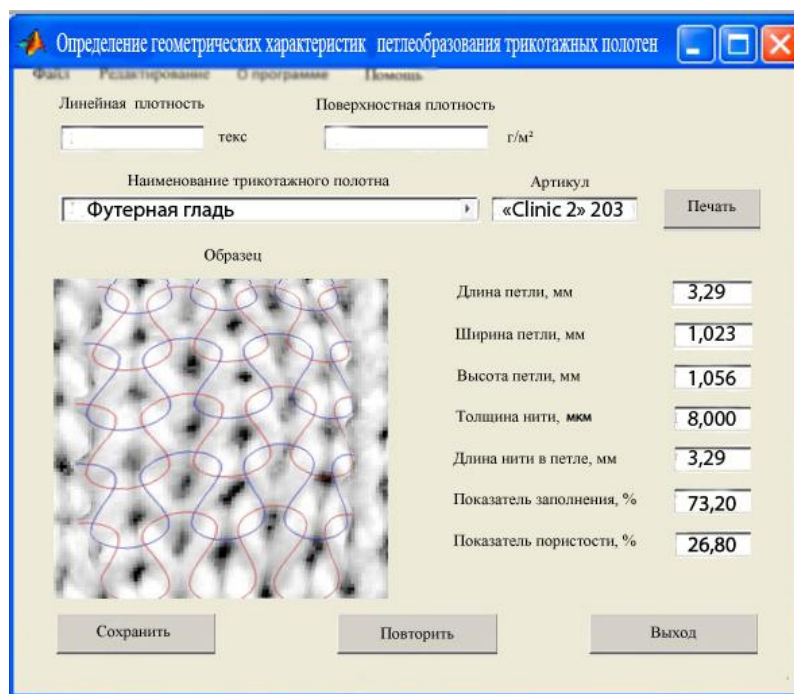 Определение геометрических характеристик петлеобразования трикотажных полотен
Файл Редактирование О программе Помощь
Линейная плотность Поверхностная плотность
текс г/м²
Наименование трикотажного полотна Артикул
Футерная гладь «Clinic 2» 203 Печать
Образец
Длина петли, мм 3,29
Ширина петли, мм 1,023
Высота петли, мм 1,056
Толщина нити, мкм 8,000
Длина нити в петле, мм 3,29
Показатель заполнения, % 73,20
Показатель пористости, % 26,80
Сохранить Повторить Выход